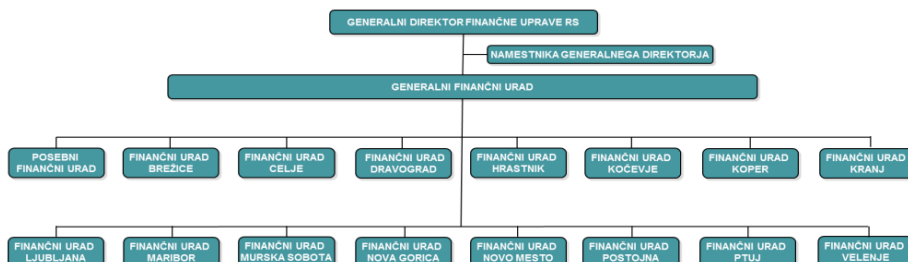 GENERALNI DIREKTOR FINANČNE UPRAVE RS
NAMESTNIKA GENERALNEGA DIREKTORJA
GENERALNI FINANČNI URAD
POSEBNI
FINANČNI URAD
FINANČNI URAD
BREŽICE
FINANČNI URAD
CELJE
FINANČNI URAD
DRAVOGRAD
FINANČNI URAD
HRASTNIK
FINANČNI URAD
KOČEVJE
FINANČNI URAD
KOPER
FINANČNI URAD
KRANJ
FINANČNI URAD
LJUBLJANA
FINANČNI URAD
MARIBOR
FINANČNI URAD
MURSKA SOBOTA
FINANČNI URAD
NOVA GORICA
FINANČNI URAD
NOVO MESTO
FINANČNI URAD
POSTOJNA
FINANČNI URAD
PTUJ
FINANČNI URAD
VELENJE